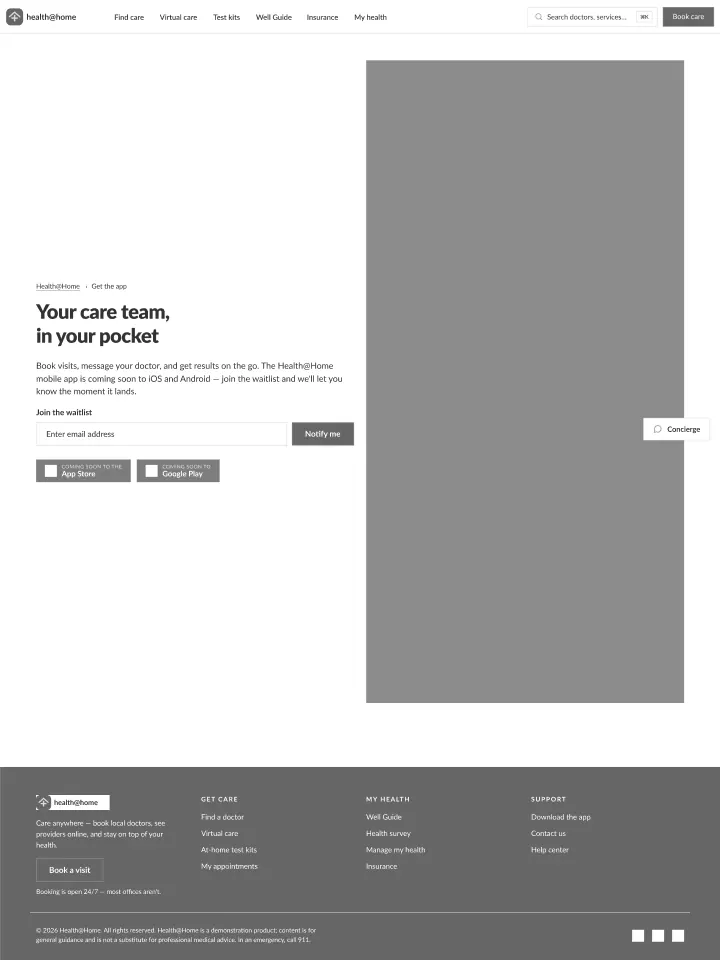 health@home
Find care
Virtual care
Test kits
Well Guide
Insurance
My health
Search doctors, services...
⌘K
Book care
Health@Home › Get the app
Your care team,
in your pocket
Book visits, message your doctor, and get results on the go. The Health@Home
mobile app is coming soon to iOS and Android — join the waitlist and we'll let you
know the moment it lands.
Join the waitlist
Enter email address
Notify me
COMING SOON TO THE
App Store
COMING SOON TO
Google Play
Concierge
health@home
Care anywhere — book local doctors, see
providers online, and stay on top of your
health.
Book a visit
Booking is open 24/7 — most offices aren't.
GET CARE
Find a doctor
Virtual care
At-home test kits
My appointments
MY HEALTH
Well Guide
Health survey
Manage my health
Insurance
SUPPORT
Download the app
Contact us
Help center
© 2026 Health@Home. All rights reserved. Health@Home is a demonstration product; content is for
general guidance and is not a substitute for professional medical advice. In an emergency, call 911.